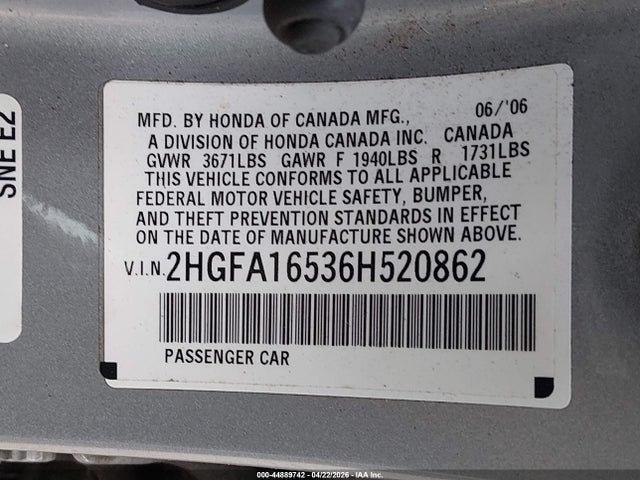 SNE E2
MFD. BY HONDA OF CANADA MFG., 06/'06
A DIVISION OF HONDA CANADA INC. CANADA
GVWR 3671LBS GAWR F 1940LBS R 1731LBS
THIS VEHICLE CONFORMS TO ALL APPLICABLE
FEDERAL MOTOR VEHICLE SAFETY, BUMPER,
AND THEFT PREVENTION STANDARDS IN EFFECT
ON THE DATE OF MANUFACTURE SHOWN ABOVE.
V.I.N. 2HGFA16536H520862
PASSENGER CAR
000-44889742 - 04/22/2026 - IAA Inc.